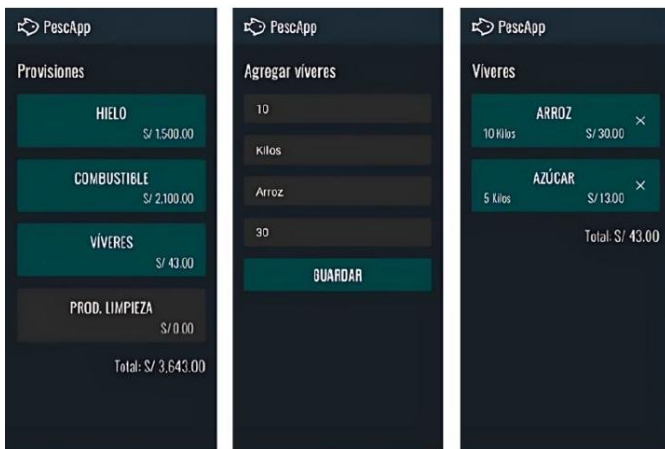 PescApp
Provisiones
HIELO
S/ 1,500.00
COMBUSTIBLE
S/ 2,100.00
VÍVERES
S/ 43.00
PROD. LIMPIEZA
S/ 0.00
Total: S/ 3,643.00
PescApp
Agregar víveres
10
Kilos
Arroz
30
GUARDAR
PescApp
Víveres
ARROZ
10 Kilos S/ 30.00
AZÚCAR
5 Kilos S/ 13.00
Total: S/ 43.00